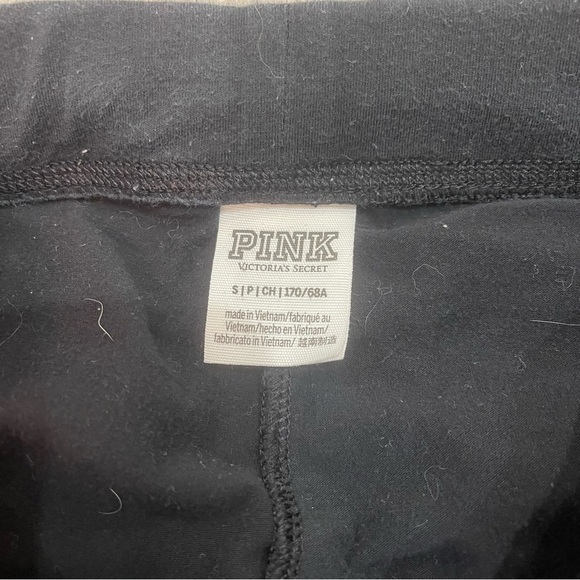 PINK
VICTORIA'S SECRET
S|P|CH|170/68A
made in Vietnam/fabriqué au
Vietnam/hecho en Vietnam/
fabbricato in Vietnam/ 越南制造